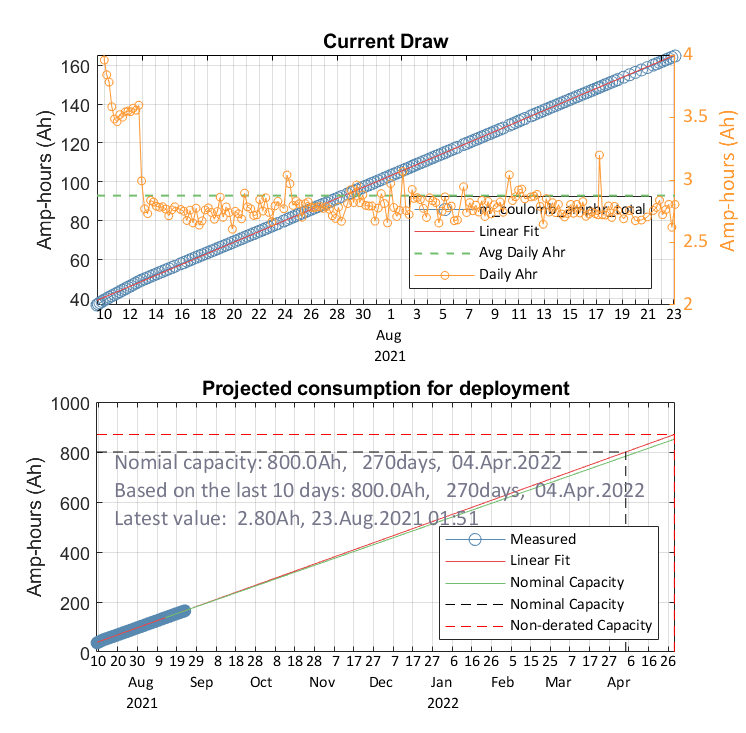 Current Draw
160
140
120
100
80
60
40
Amp-hours (Ah)
4
3.5
3
2.5
2
Amp-hours (Ah)
m_coulomb_amphr_total
Linear Fit
Avg Daily Ahr
Daily Ahr
10 12 14 16 18 20 22 24 26 28 30 1 3 5 7 9 11 13 15 17 19 21 23
Aug
2021
Projected consumption for deployment
1000
800
600
400
200
0
Amp-hours (Ah)
Nomial capacity: 800.0Ah, 270days, 04.Apr.2022
Based on the last 10 days: 800.0Ah, 270days, 04.Apr.2022
Latest value: 2.80Ah, 23.Aug.2021 01:51
Measured
Linear Fit
Nominal Capacity
Nominal Capacity
Non-derated Capacity
10 20 30 9 19 29 8 18 28 8 18 28 7 17 27 7 17 27 6 16 26 5 15 25 7 17 27 6 16 26
Aug Sep Oct Nov Dec Jan Feb Mar Apr
2021 2022